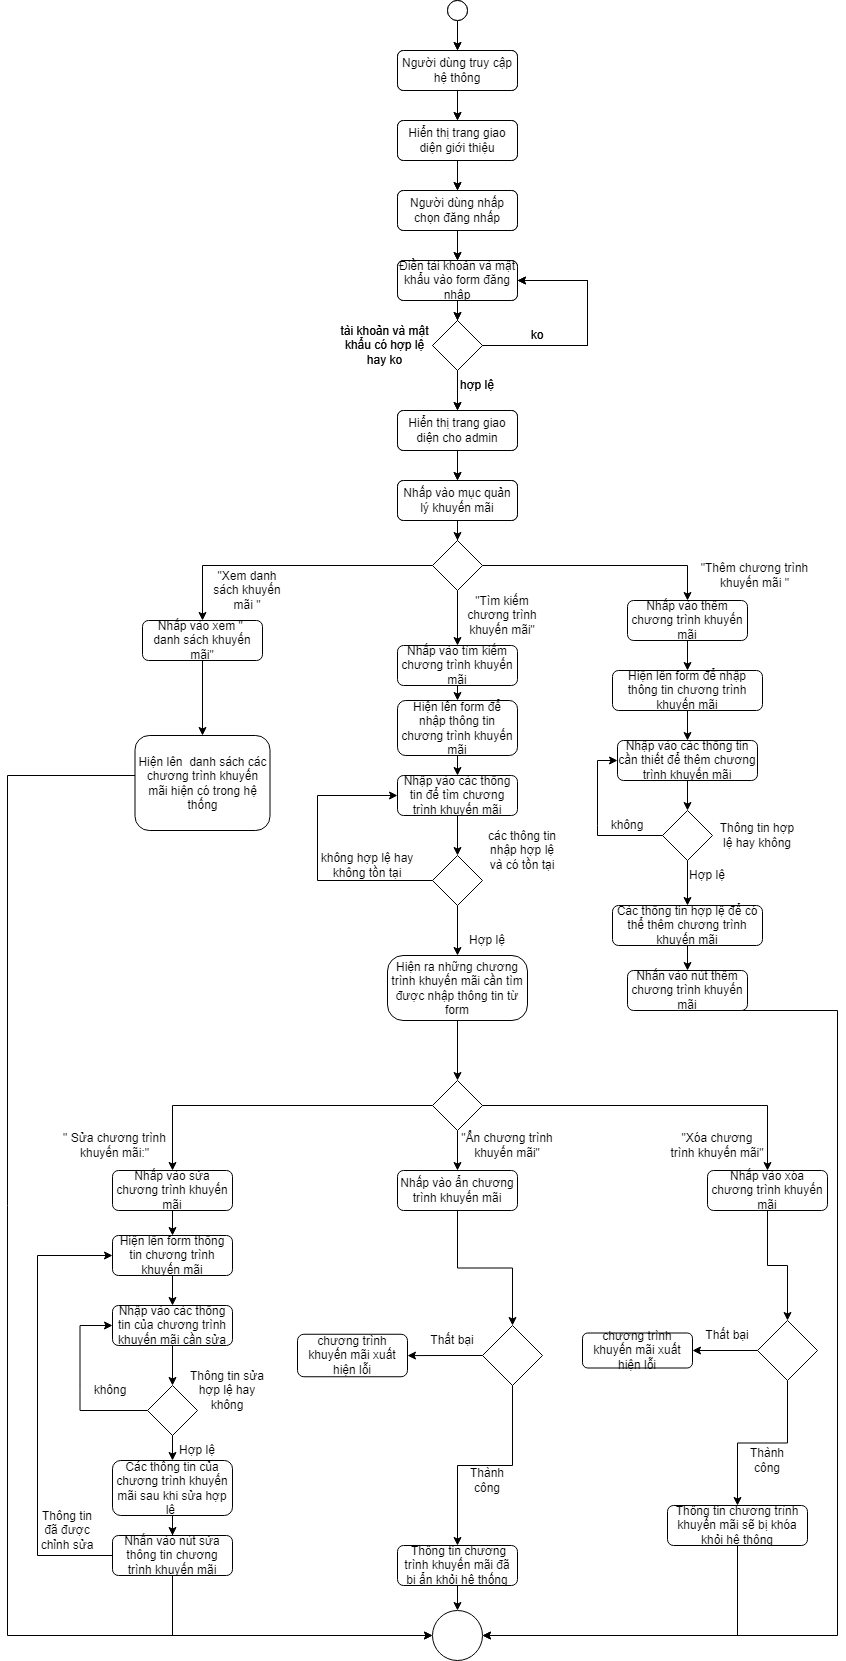 Người dùng truy cập
hệ thông
Hiển thị trang giao
diện giới thiệu
Người dùng nhấp
chọn đăng nhấp
Điền tài khoản và mật
khẩu vào form đăng
nhập
tài khoản và mật
khẩu có hợp lệ
hay ko
ko
hợp lệ
Hiển thị trang giao
diện cho admin
Nhấp vào mục quản
lý khuyến mãi
"Xem danh
sách khuyến
mãi "
"Tìm kiếm
chương trình
khuyến mãi"
"Thêm chương trình
khuyến mãi "
Nhấp vào xem "
danh sách khuyến
mãi"
Nhấp vào tìm kiếm
chương trình khuyến
mãi
Nhấp vào thêm
chương trình khuyến
mãi
Hiện lên form để nhập
thông tin chương trình
khuyến mãi
Hiện lên form để
nhập thông tin
chương trình khuyến
mãi
Hiện lên  danh sách các
chương trình khuyến
mãi hiện có trong hệ
thống
Nhập vào các thông tin
cần thiết để thêm chương
trình khuyến mãi
Nhập vào các thông
tin để tìm chương
trình khuyến mãi
không
Thông tin hợp
lệ hay không
các thông tin
nhập hợp lệ
và có tồn tại
không hợp lệ hay
không tồn tại
Hợp lệ
Các thông tin hợp lệ để có
thể thêm chương trình
khuyến mãi
Hợp lệ
Hiện ra những chương
trình khuyến mãi cần tìm
được nhập thông tin từ
form
Nhấn vào nút thêm
chương trình khuyến
mãi
" Sửa chương trình
khuyến mãi:"
"Ẩn chương trình
khuyến mãi"
"Xóa chương
trình khuyến mãi"
Nhấp vào sửa
chương trình khuyến
mãi
Nhấp vào ẩn chương
trình khuyến mãi
Nhấp vào xóa
chương trình khuyến
mãi
Hiện lên form thông
tin chương trình
khuyến mãi
Nhập vào các thông
tin của chương trình
khuyến mãi cần sửa
chương trình
khuyến mãi xuất
hiện lỗi
Thất bại
chương trình
khuyến mãi xuất
hiện lỗi
Thất bại
không
Thông tin sửa
hợp lệ hay
không
Hợp lệ
Các thông tin của
chương trình khuyến
mãi sau khi sửa hợp
lệ
Thành
công
Thành
công
Thông tin
đã được
chỉnh sửa
Nhấn vào nút sửa
thông tin chương
trình khuyến mãi
Thông tin chương
trình khuyến mãi đã
bị ẩn khỏi hệ thống
Thông tin chương trình
khuyến mãi sẽ bị khóa
khỏi hệ thông